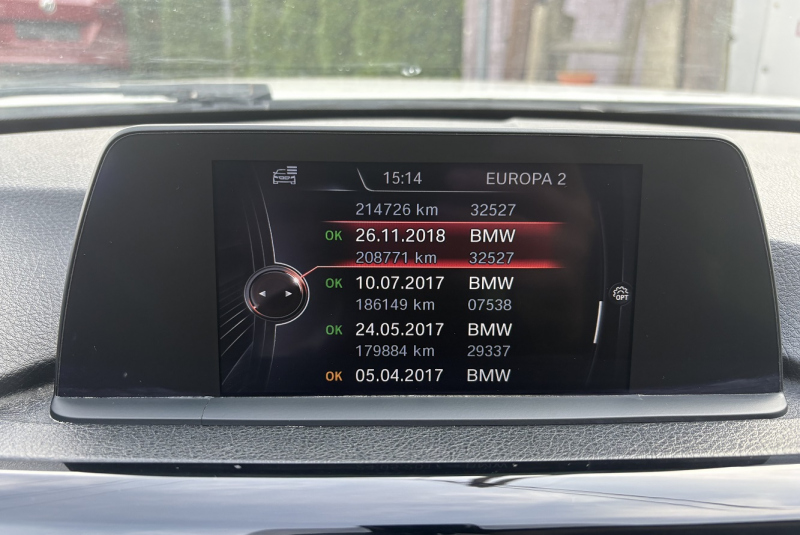 15:14 EUROPA 2
214726 km 32527
OK 26.11.2018 BMW
208771 km 32527
OK 10.07.2017 BMW
186149 km 07538
OK 24.05.2017 BMW
179884 km 29337
OK 05.04.2017 BMW
OPT